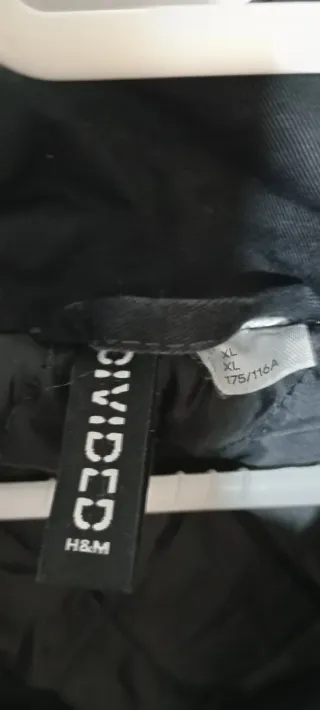 DIVIDED
H&M
XL
XL
175/116A